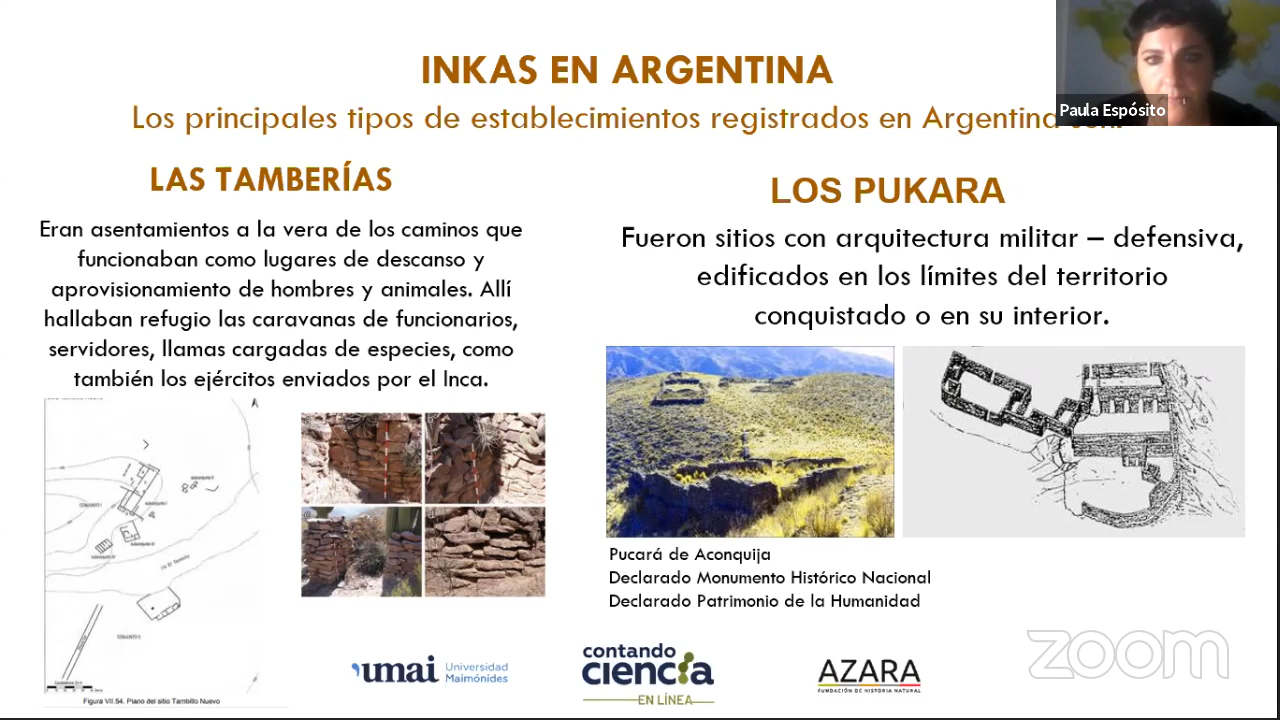 INKAS EN ARGENTINA
Los principales tipos de establecimientos registrados en Argentina
Paula Espósito
LAS TAMBERÍAS
Eran asentamientos a la vera de los caminos que
funcionaban como lugares de descanso y
aprovisionamiento de hombres y animales. Allí
hallaban refugio las caravanas de funcionarios,
servidores, llamas cargadas de especies, como
también los ejércitos enviados por el Inca.
CONJUNTO I
CONJUNTO II
Figura VII.54. Plano del sitio Tambillo Nuevo
LOS PUKARA
Fueron sitios con arquitectura militar – defensiva,
edificados en los límites del territorio
conquistado o en su interior.
Pucará de Aconquija
Declarado Monumento Histórico Nacional
Declarado Patrimonio de la Humanidad
umai Universidad
Maimónides
contando
ciencia
EN LÍNEA
AZARA
FUNDACIÓN DE HISTORIA NATURAL
zoom